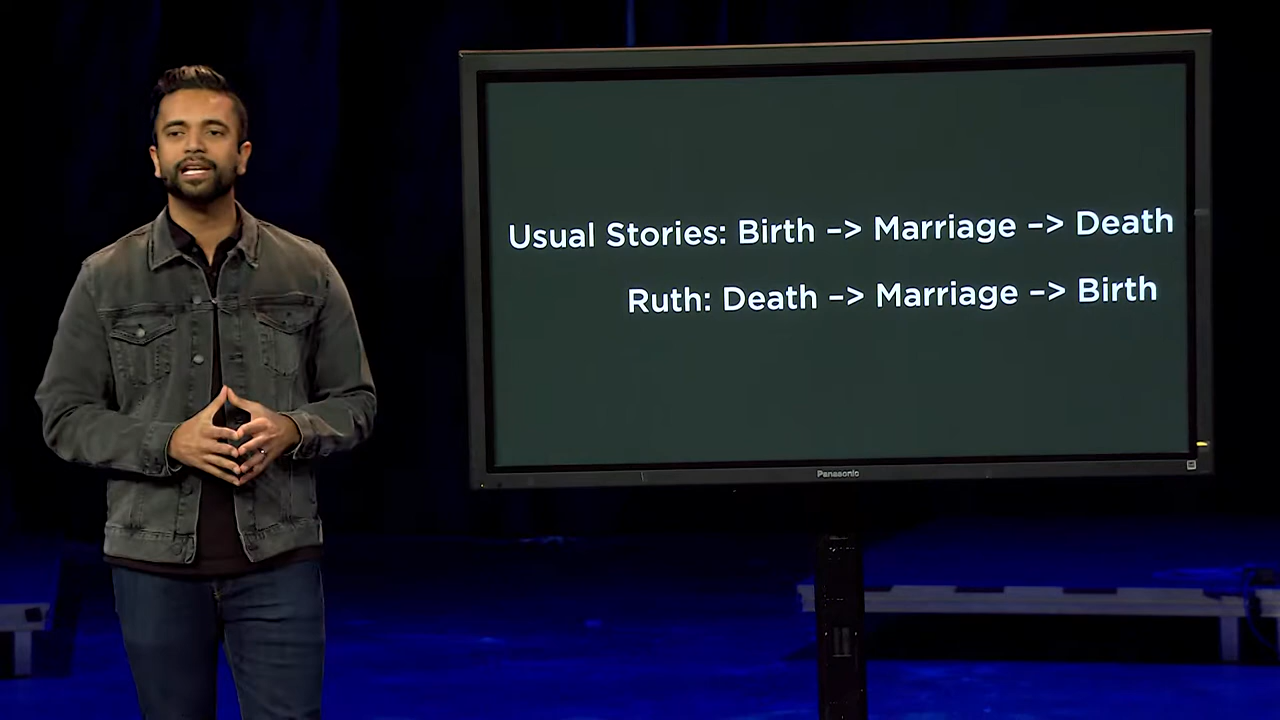 Usual Stories: Birth –> Marriage –> Death
Ruth: Death –> Marriage –> Birth
Panasonic